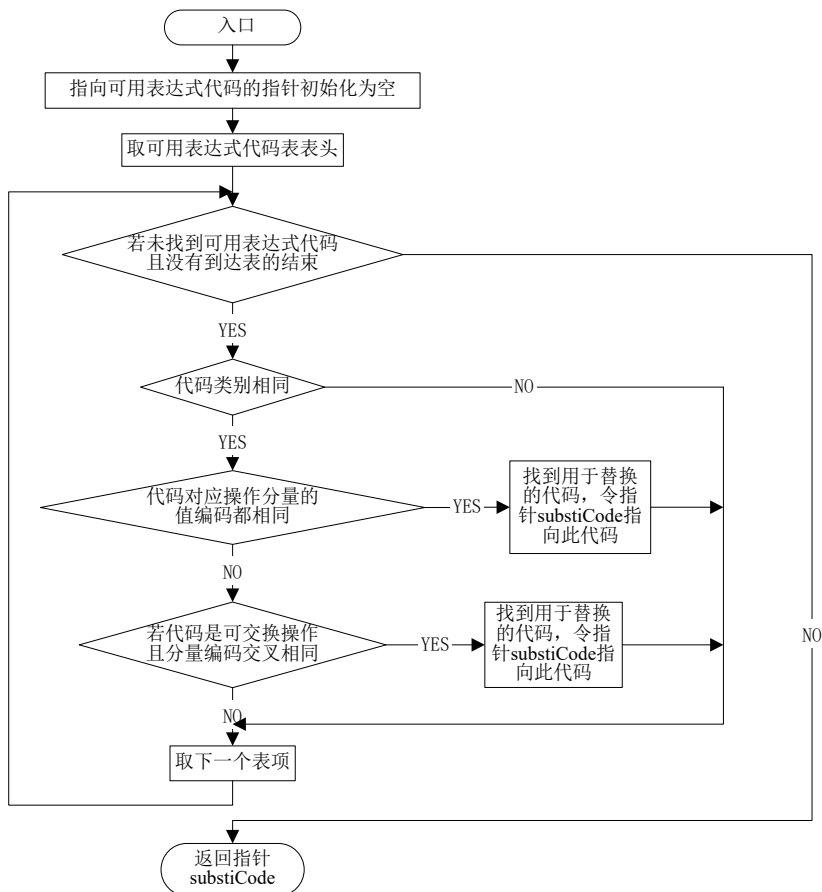 入口
指向可用表达式代码的指针初始化为空
取可用表达式代码表表头
若未找到可用表达式代码
且没有到达表的结束
YES
代码类别相同
NO
YES
代码对应操作分量的
值编码都相同
YES
找到用于替换
的代码，令指
针substiCode指
向此代码
NO
若代码是可交换操作
且分量编码交叉相同
YES
找到用于替换
的代码，令指
针substiCode指
向此代码
NO
NO
取下一个表项
返回指针
substiCode